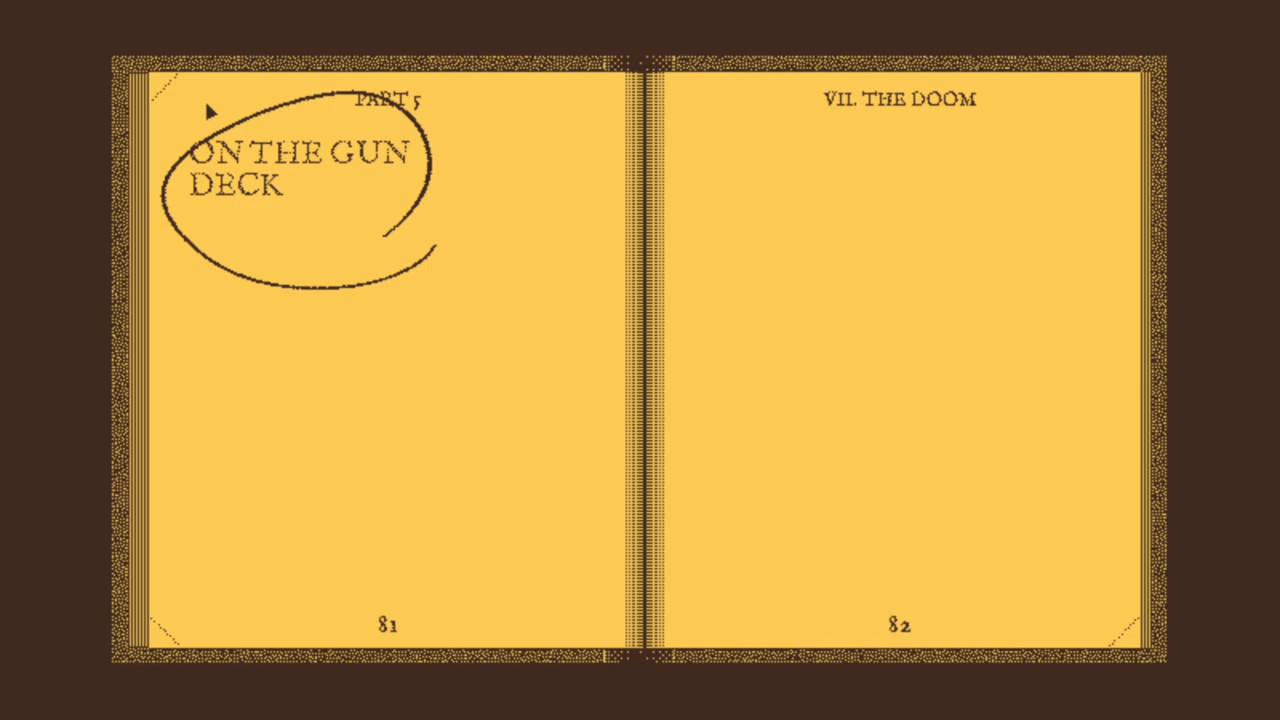 PART 5
ON THE GUN
DECK
81
VII. THE DOOM
82